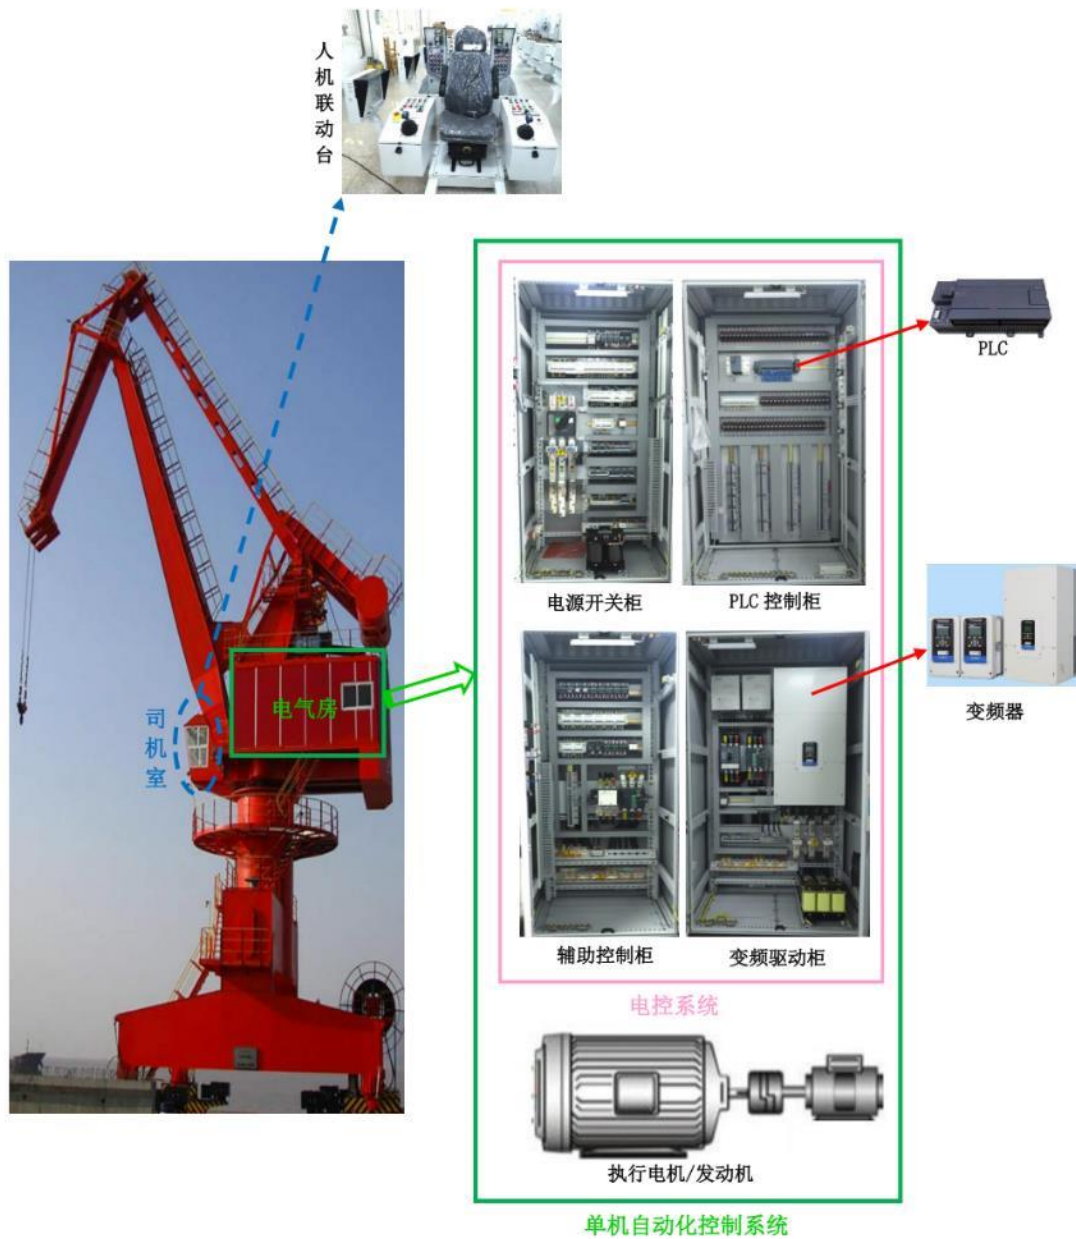 人机联动台
PLC
电源开关柜
PLC 控制柜
电气房
司机室
变频器
辅助控制柜
变频驱动柜
电控系统
执行电机/发动机
单机自动化控制系统